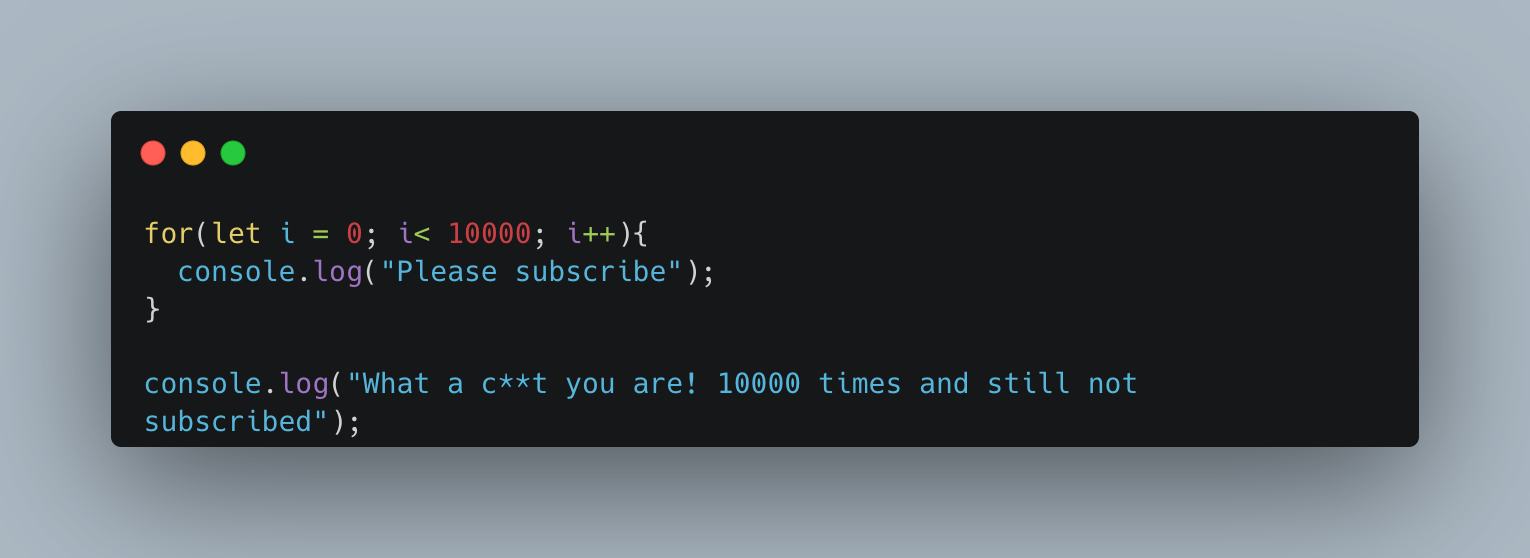 for(let i = 0; i< 10000; i++){
  console.log("Please subscribe");
}
console.log("What a c**t you are! 10000 times and still not
subscribed");